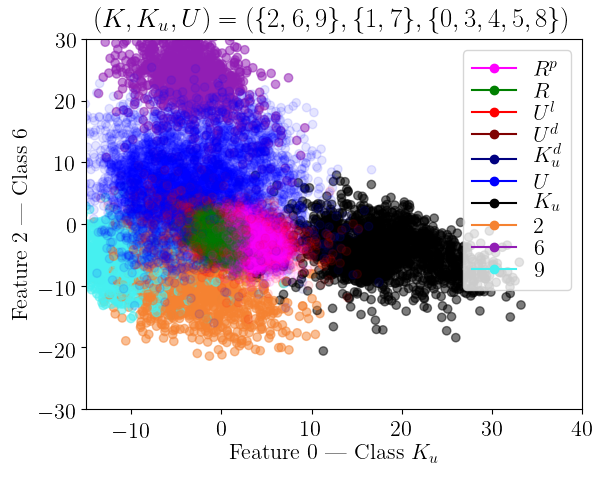 (K, K_u, U) = ({2, 6, 9}, {1, 7}, {0, 3, 4, 5, 8})
30
20
10
0
−10
−20
−30
Feature 2 — Class 6
R^p
R
U^l
U^d
K_u^d
U
K_u
2
6
9
−10
0
10
20
30
40
Feature 0 — Class K_u